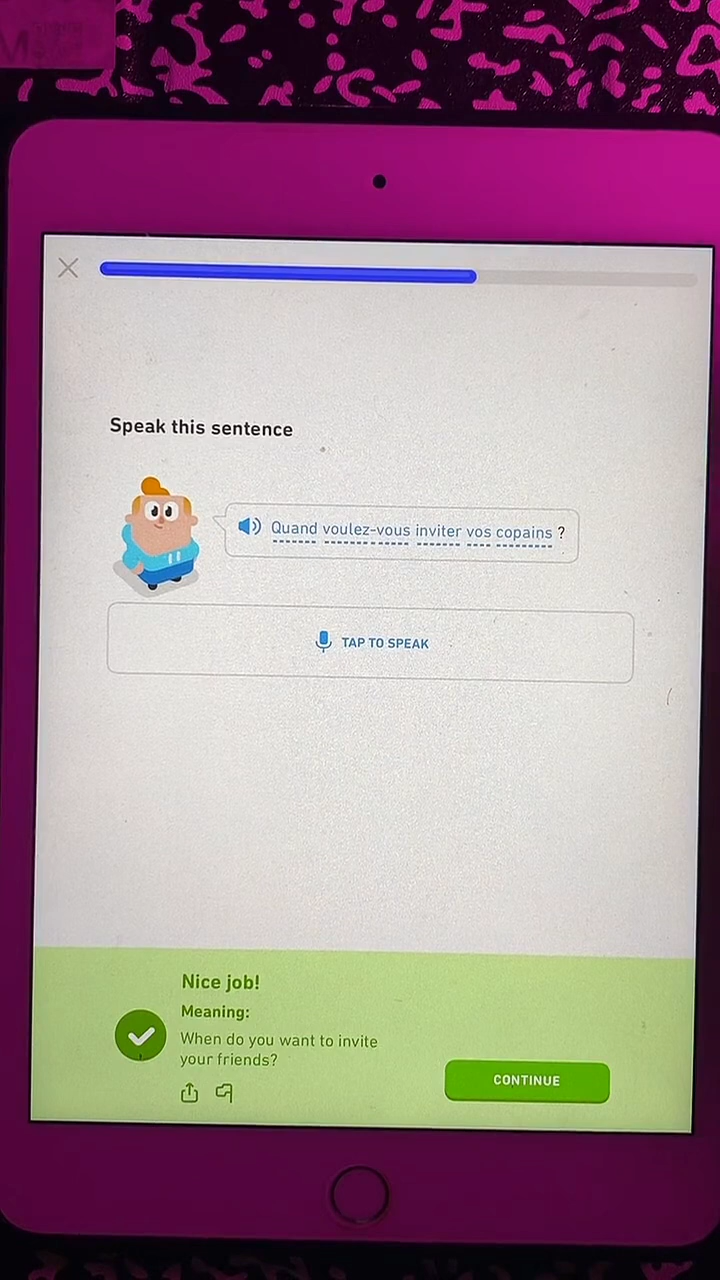 Speak this sentence
Quand voulez-vous inviter vos copains ?
TAP TO SPEAK
Nice job!
Meaning:
When do you want to invite
your friends?
CONTINUE